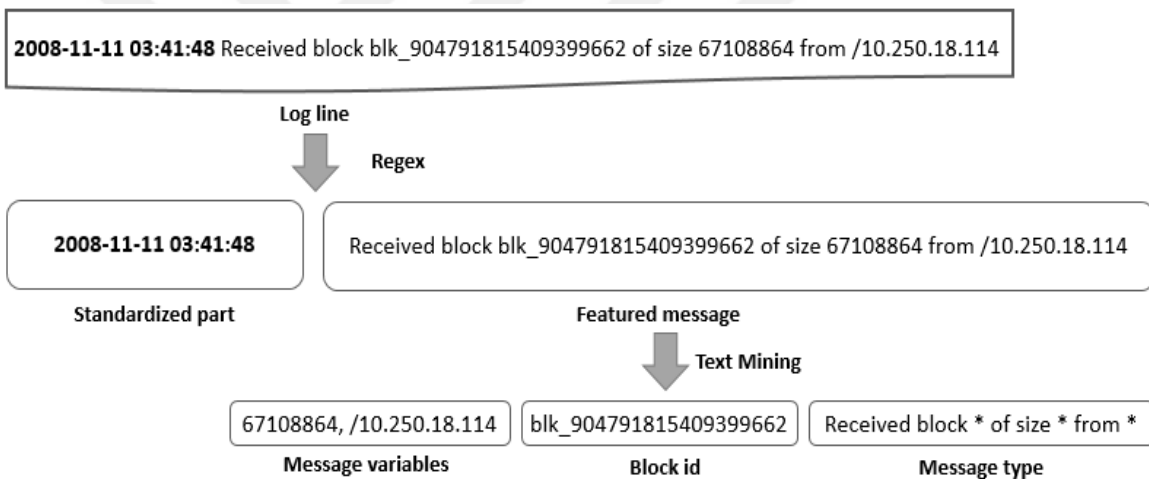 2008-11-11 03:41:48 Received block blk_904791815409399662 of size 67108864 from /10.250.18.114
Log line
Regex
2008-11-11 03:41:48
Received block blk_904791815409399662 of size 67108864 from /10.250.18.114
Standardized part
Featured message
Text Mining
67108864, /10.250.18.114
blk_904791815409399662
Received block * of size * from *
Message variables
Block id
Message type